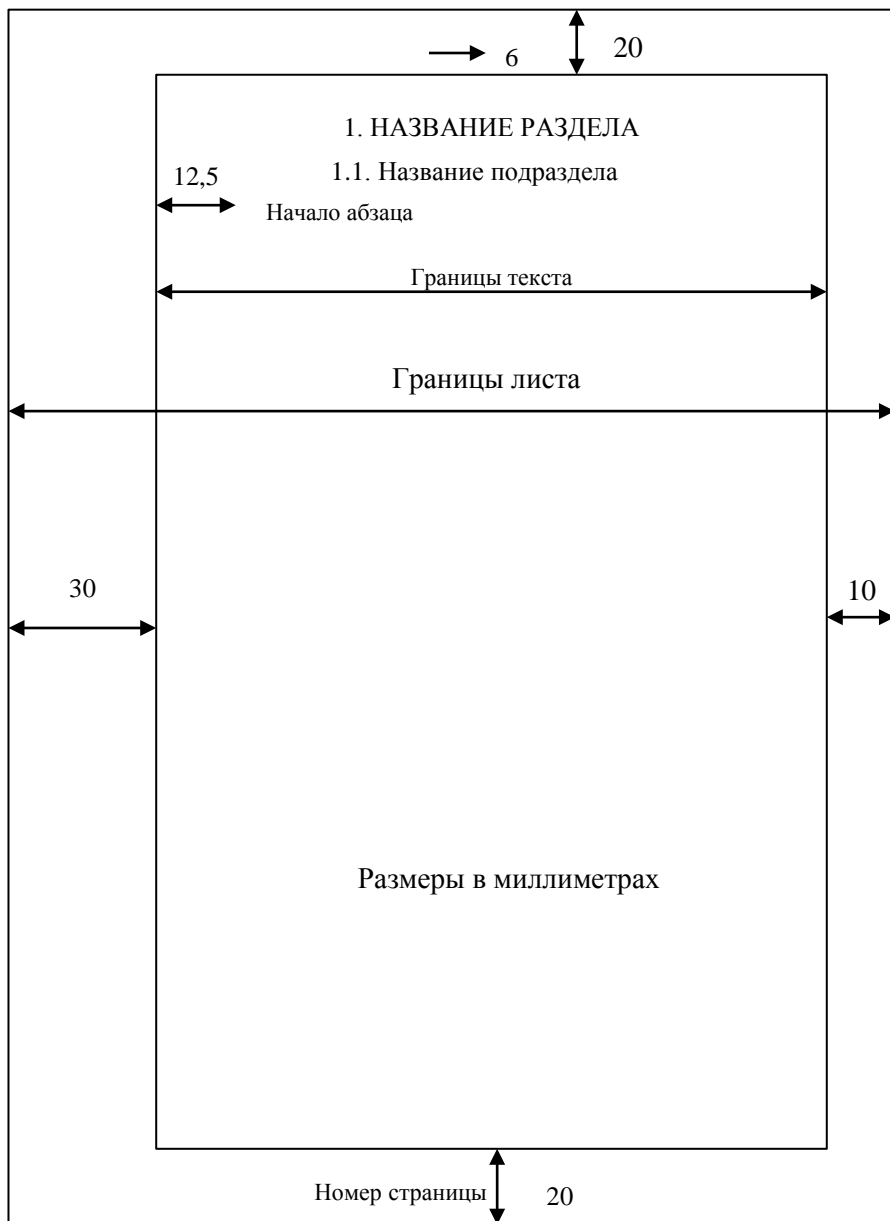 6
20
1. НАЗВАНИЕ РАЗДЕЛА
1.1. Название подраздела
12,5
Начало абзаца
Границы текста
Границы листа
30
10
Размеры в миллиметрах
Номер страницы
20